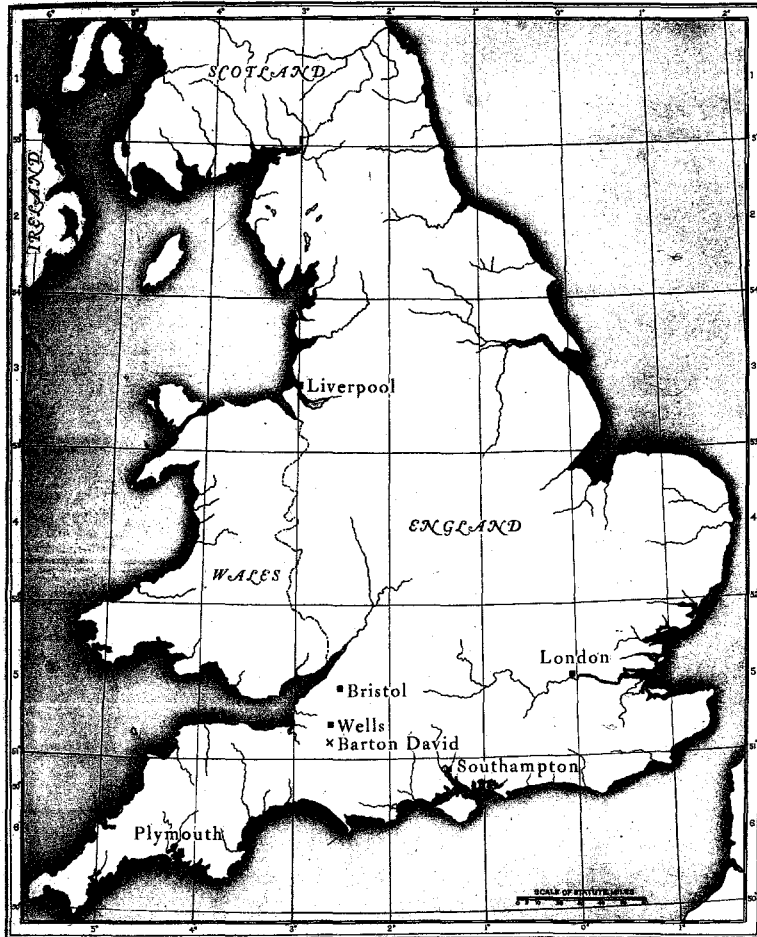 SCOTLAND
IRELAND
Liverpool
ENGLAND
WALES
London
Bristol
Wells
× Barton David
Southampton
Plymouth
SCALE OF STATUTE MILES